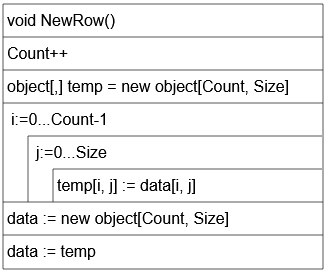 void NewRow()
Count++
object[,] temp = new object[Count, Size]
i:=0...Count-1
j:=0...Size
temp[i, j] := data[i, j]
data := new object[Count, Size]
data := temp